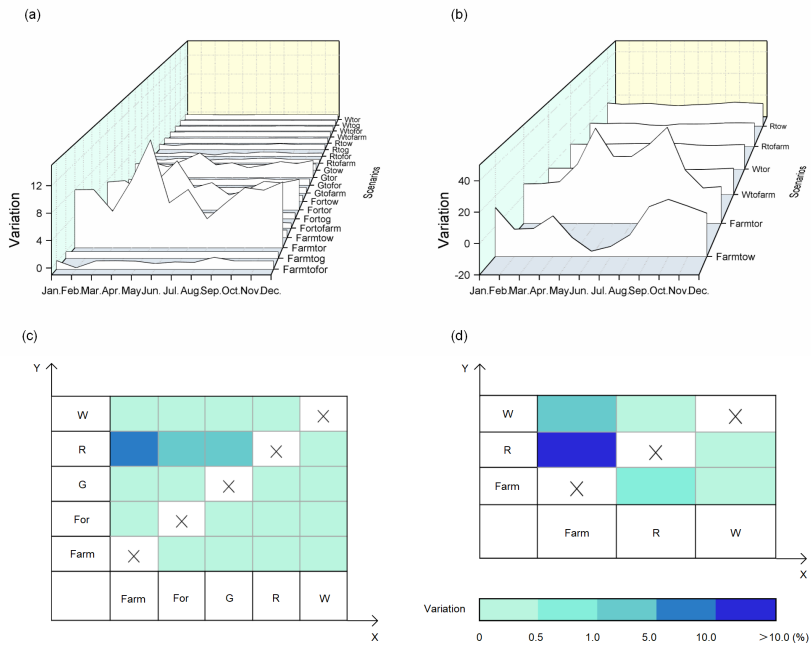 (a)
Variation
12
8
4
0
Jan.Feb.Mar.Apr.MayJun.Jul.Aug.Sep.Oct.Nov.Dec.
Wtor
Wtog
Wtofor
Wtofarm
Rtow
Rtog
Rtofor
Rtofarm
Gtow
Gtor
Gtofor
Gtofarm
Fortow
Fortor
Fortog
Fortofarm
Farmtow
Farmtor
Farmtog
Farmtofor
Scenarios
(b)
Variation
40
20
0
-20
Jan.Feb.Mar.Apr.MayJun.Jul.Aug.Sep.Oct.Nov.Dec.
Rtow
Rtofarm
Wtor
Wtofarm
Farmtor
Farmtow
Scenarios
(c)
Y
W
R
G
For
Farm
Farm For G R W
X
(d)
Y
W
R
Farm
Farm R W
X
Variation
0 0.5 1.0 5.0 10.0 >10.0 (%)